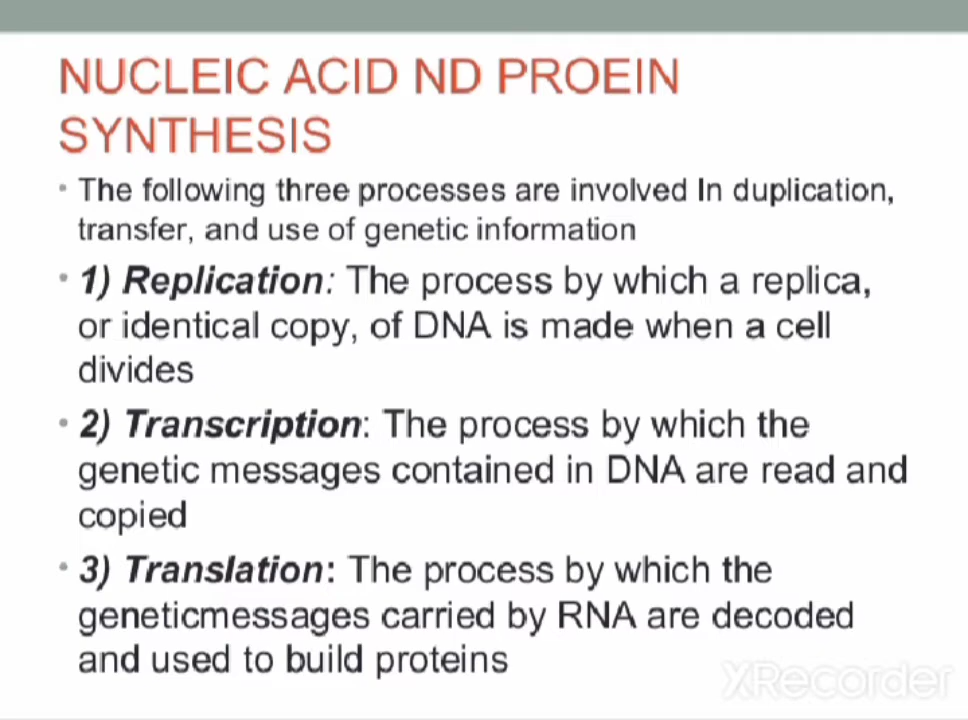 NUCLEIC ACID ND PROEIN
SYNTHESIS
• The following three processes are involved In duplication,
transfer, and use of genetic information
• 1) Replication: The process by which a replica,
or identical copy, of DNA is made when a cell
divides
• 2) Transcription: The process by which the
genetic messages contained in DNA are read and
copied
• 3) Translation: The process by which the
geneticmessages carried by RNA are decoded
and used to build proteins
XRecorder